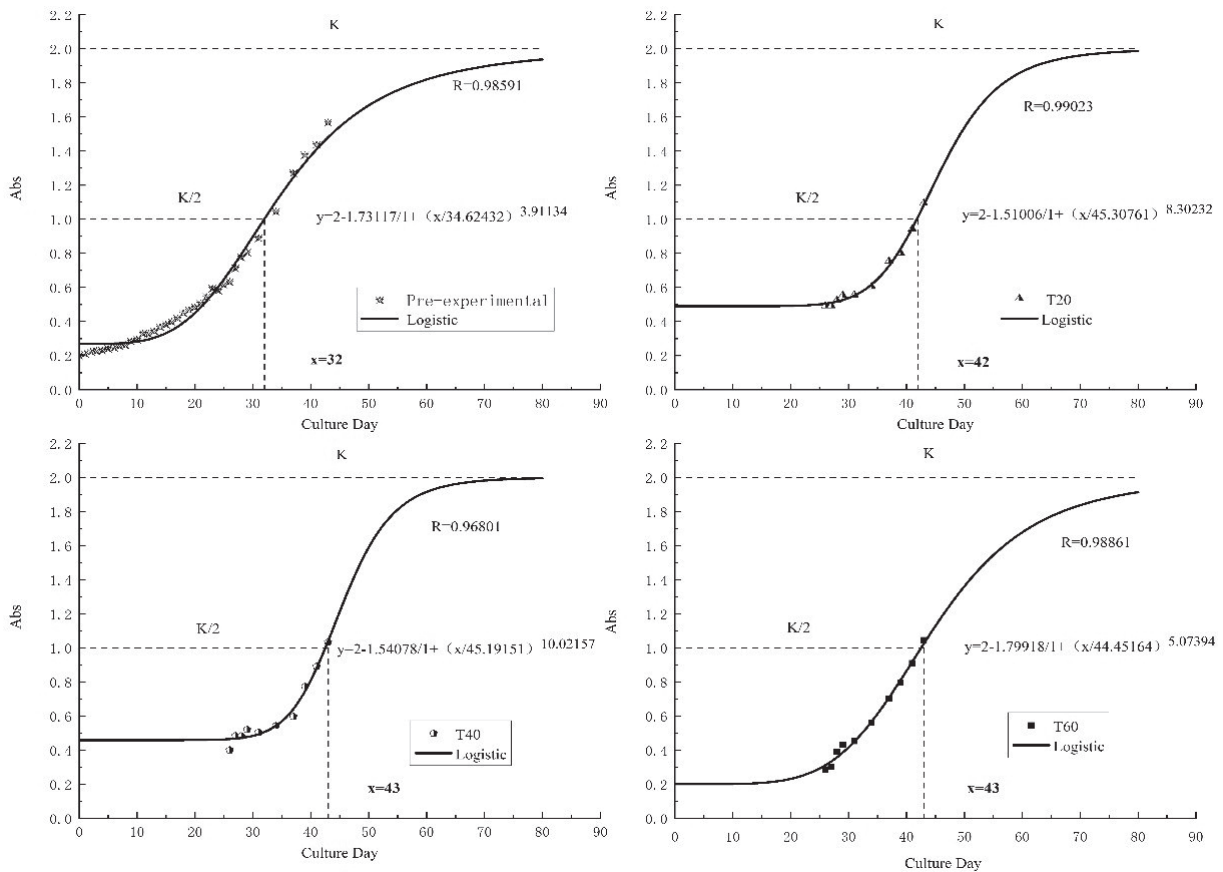 K
R=0.98591
K/2
y=2-1.73117/1+ (x/34.62432) 3.91134
Pre-experimental
Logistic
x=32
Abs
2.2
2.0
1.8
1.6
1.4
1.2
1.0
0.8
0.6
0.4
0.2
0.0
0 10 20 30 40 50 60 70 80 90
Culture Day
K
R=0.99023
K/2
y=2-1.51006/1+ (x/45.30761) 8.30232
T20
Logistic
x=42
Abs
2.2
2.0
1.8
1.6
1.4
1.2
1.0
0.8
0.6
0.4
0.2
0.0
0 10 20 30 40 50 60 70 80 90
Culture Day
K
R=0.96801
K/2
y=2-1.54078/1+ (x/45.19151) 10.02157
T40
Logistic
x=43
Abs
2.2
2.0
1.8
1.6
1.4
1.2
1.0
0.8
0.6
0.4
0.2
0.0
0 10 20 30 40 50 60 70 80 90
Culture Day
K
R=0.98861
K/2
y=2-1.79918/1+ (x/44.45164) 5.07394
T60
Logistic
x=43
Abs
2.2
2.0
1.8
1.6
1.4
1.2
1.0
0.8
0.6
0.4
0.2
0.0
0 10 20 30 40 50 60 70 80 90
Culture Day